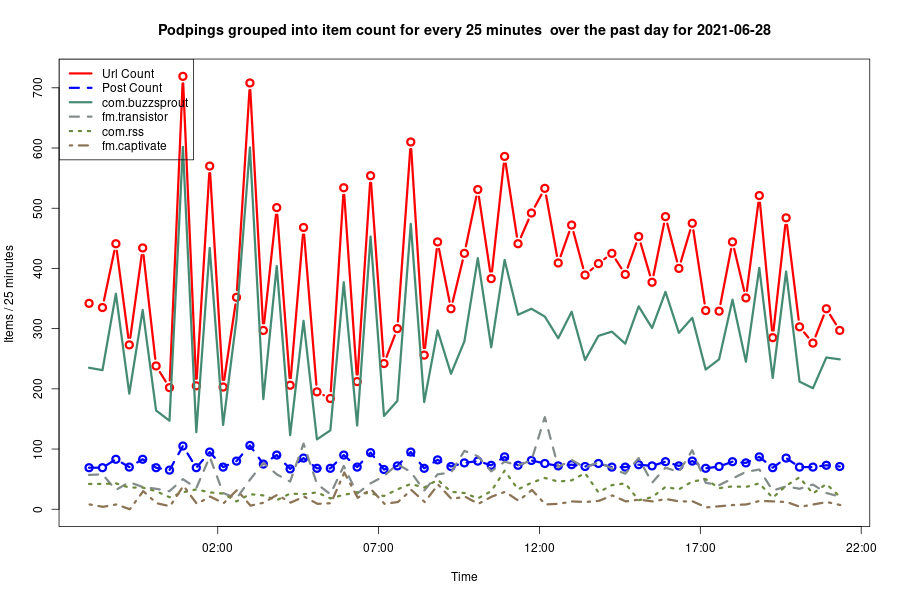 Podpings grouped into item count for every 25 minutes  over the past day for 2021-06-28
Url Count
Post Count
com.buzzsprout
fm.transistor
com.rss
fm.captivate
700
600
500
400
300
200
100
0
Items / 25 minutes
02:00 07:00 12:00 17:00 22:00
Time